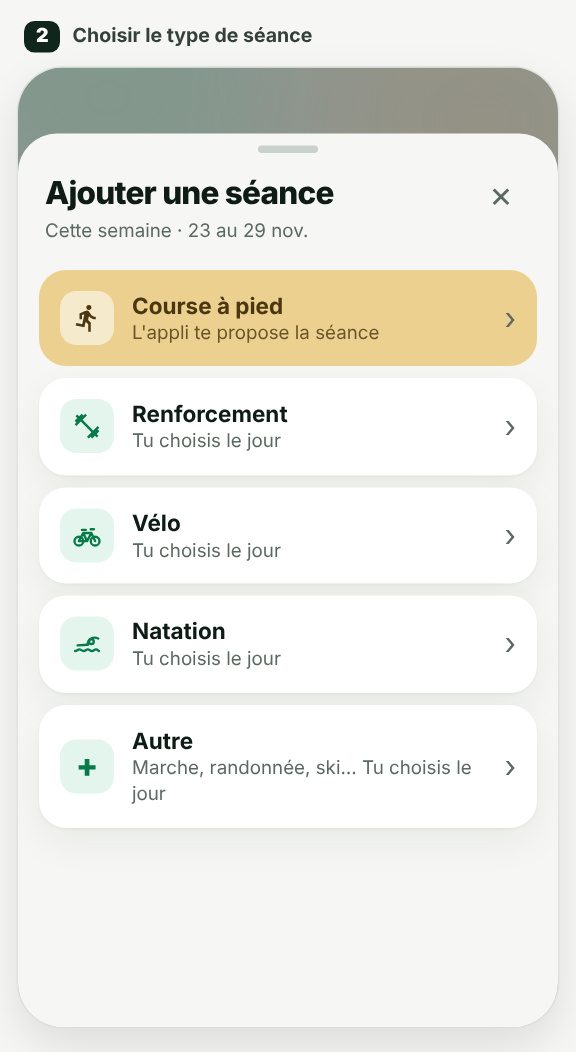 2 Choisir le type de séance
Ajouter une séance
Cette semaine · 23 au 29 nov.
Course à pied
L'appli te propose la séance
Renforcement
Tu choisis le jour
Vélo
Tu choisis le jour
Natation
Tu choisis le jour
Autre
Marche, randonnée, ski... Tu choisis le
jour